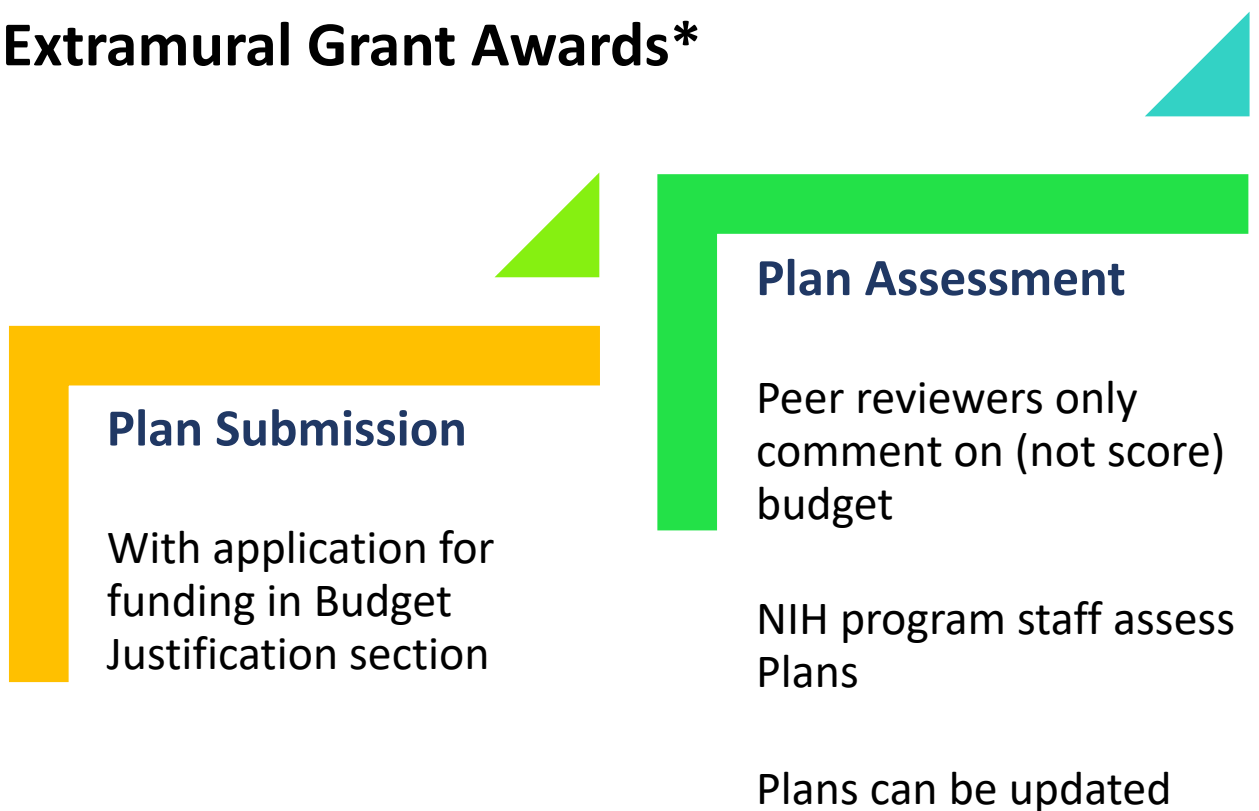 Extramural Grant Awards*
Plan Submission
With application for
funding in Budget
Justification section
Plan Assessment
Peer reviewers only
comment on (not score)
budget
NIH program staff assess
Plans
Plans can be updated